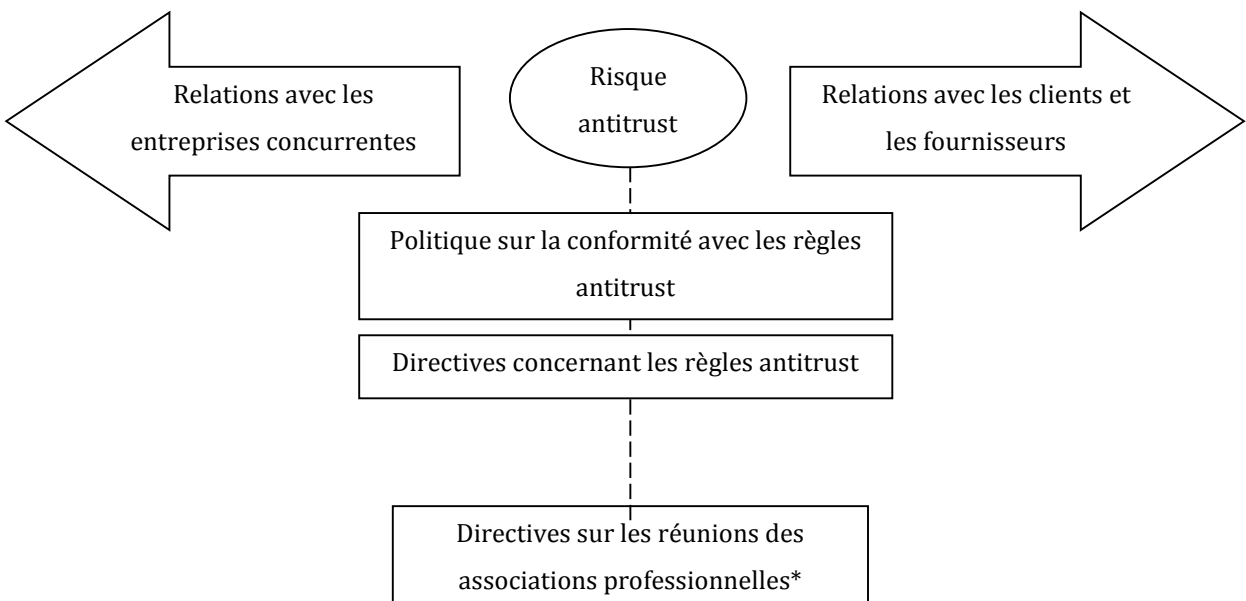 Relations avec les
entreprises concurrentes
Risque
antitrust
Relations avec les clients et
les fournisseurs
Politique sur la conformité avec les règles
antitrust
Directives concernant les règles antitrust
Directives sur les réunions des
associations professionnelles*